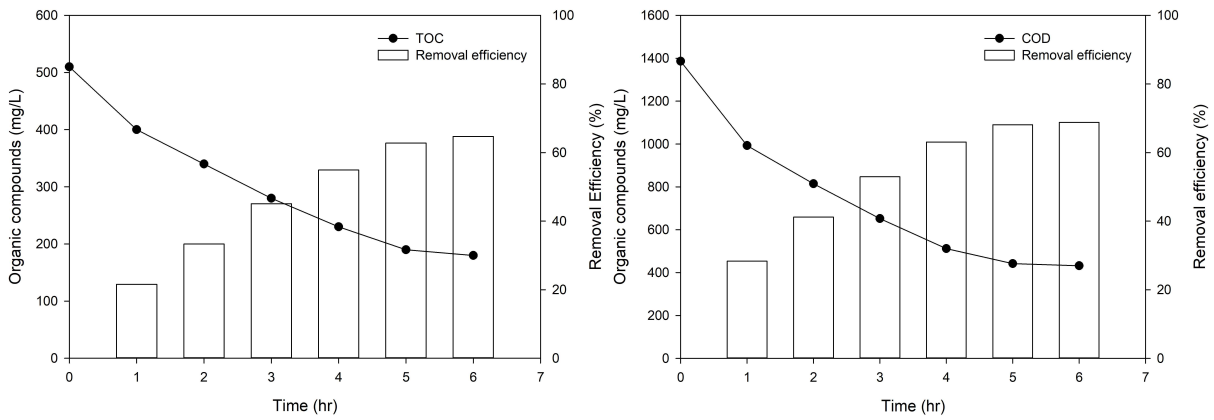 Organic compounds (mg/L)
600
500
400
300
200
100
0
TOC
Removal efficiency
100
80
60
40
20
0
Removal Efficiency (%)
0 1 2 3 4 5 6 7
Time (hr)
Organic compounds (mg/L)
1600
1400
1200
1000
800
600
400
200
0
COD
Removal efficiency
100
80
60
40
20
0
Removal efficiency (%)
0 1 2 3 4 5 6 7
Time (hr)